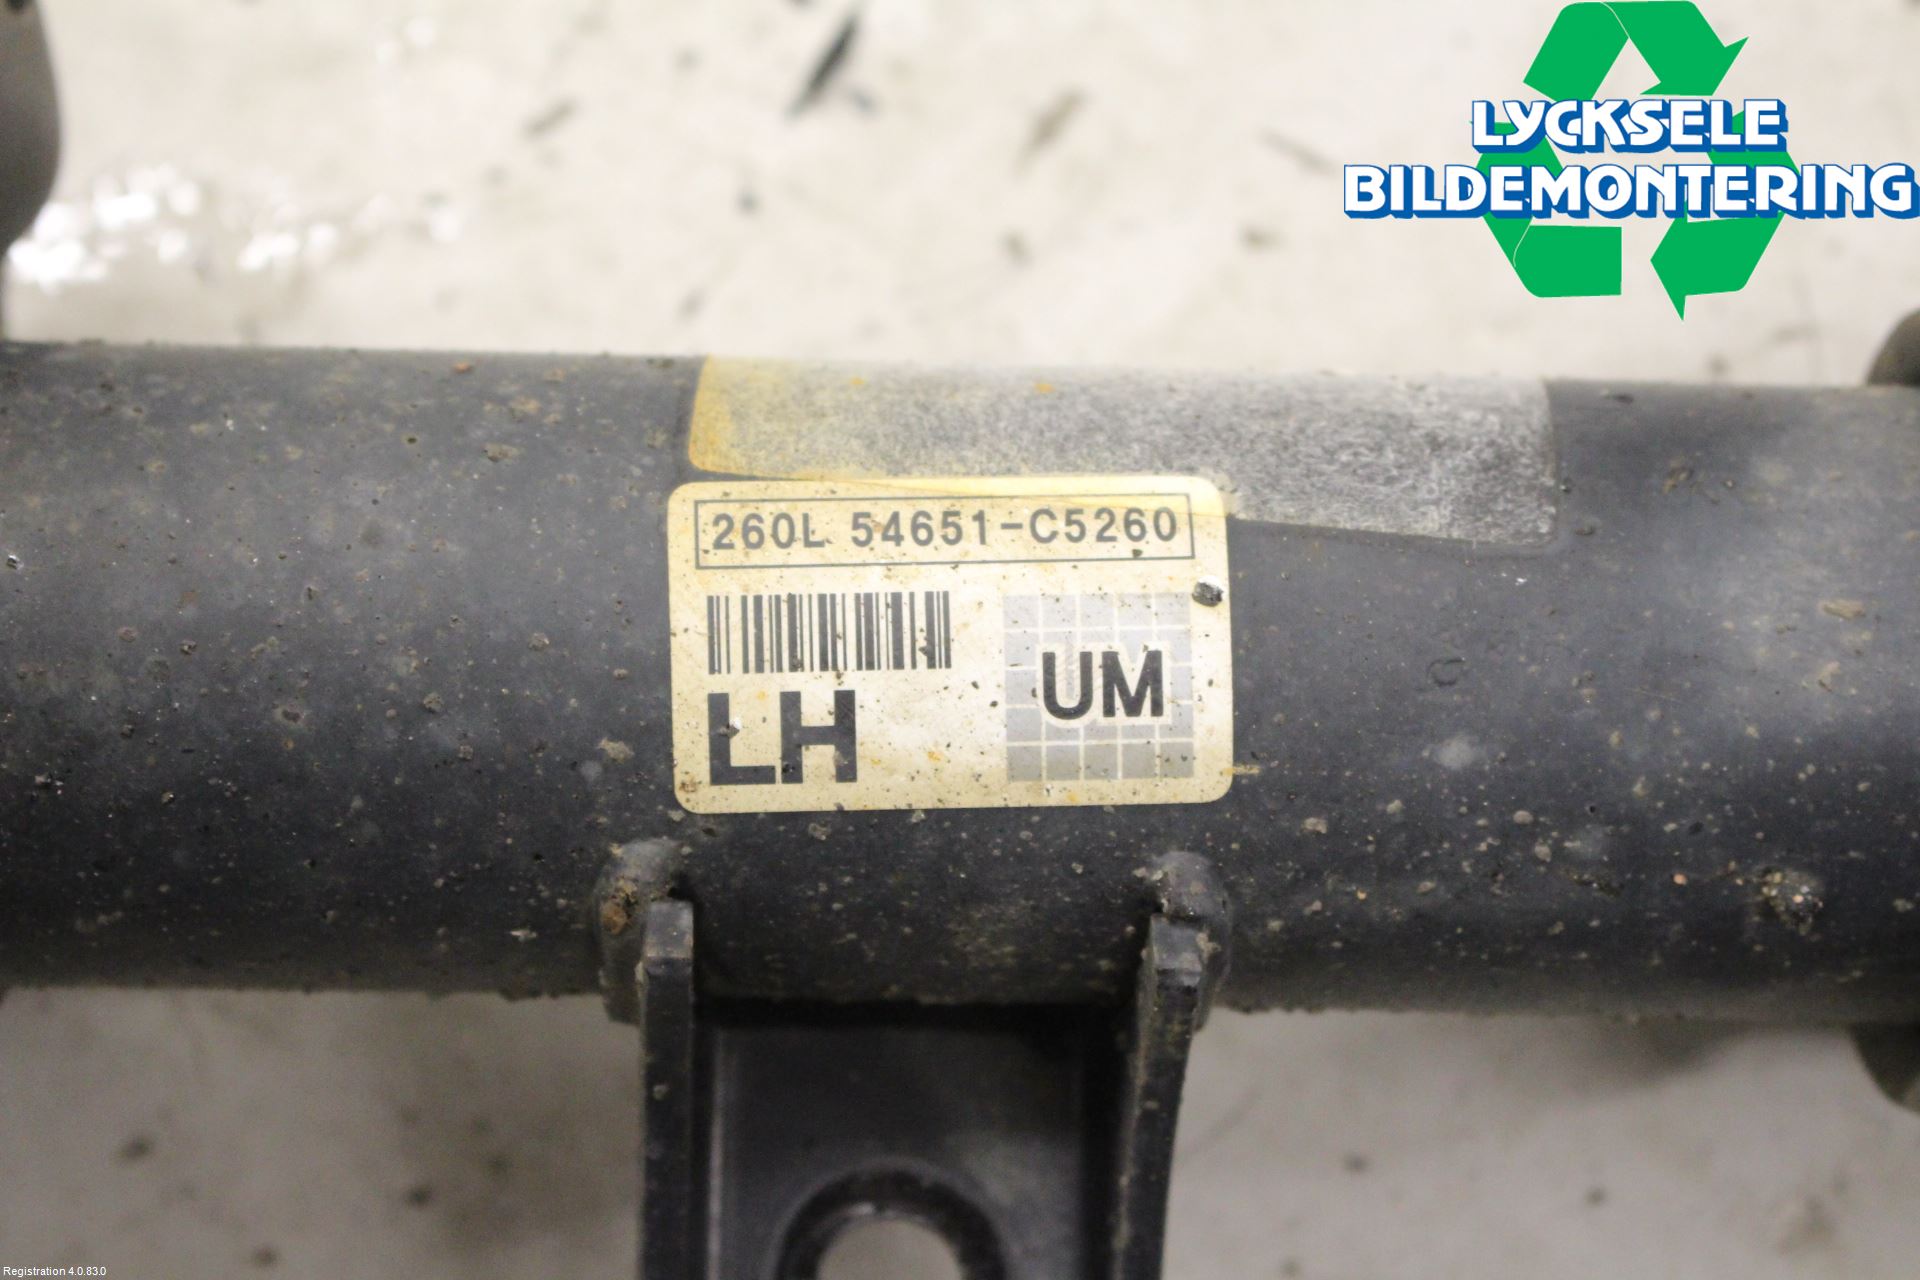 LYCKSELE
BILDEMONTERING
260L 54651-C5260
LH
UM
Registration 4.0.83.0